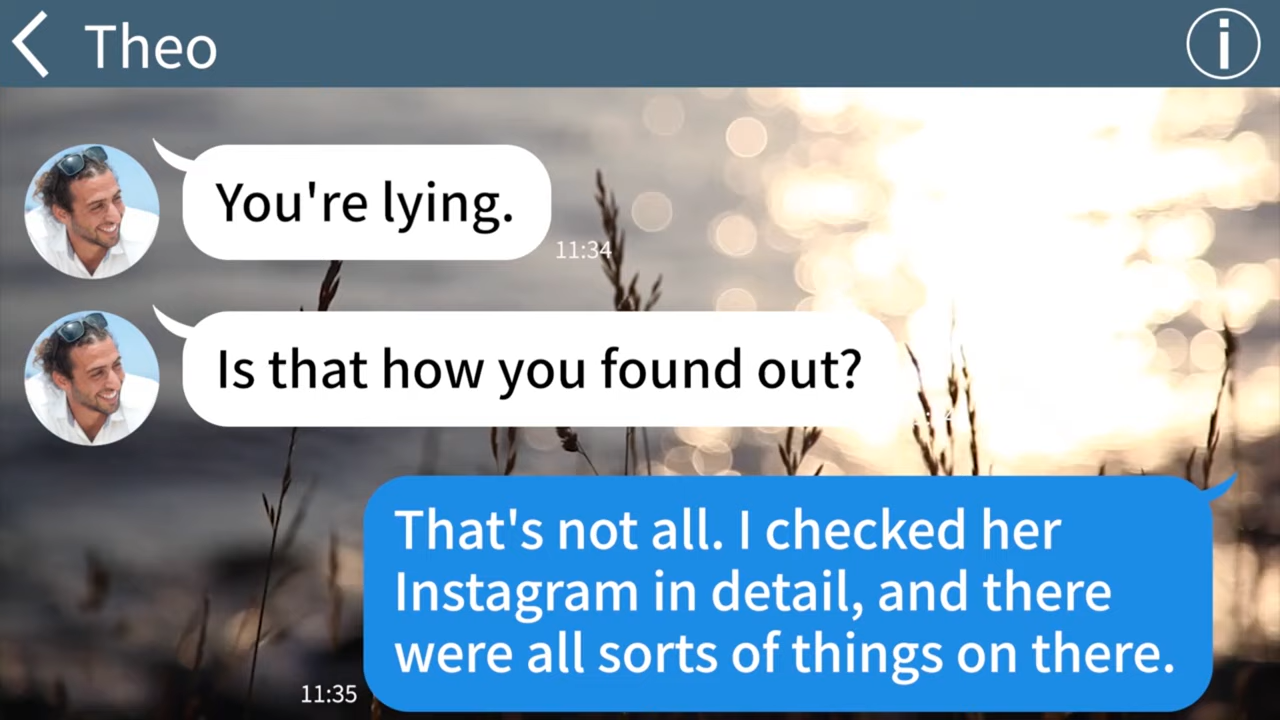 Theo
You're lying.
11:34
Is that how you found out?
That's not all. I checked her
Instagram in detail, and there
were all sorts of things on there.
11:35